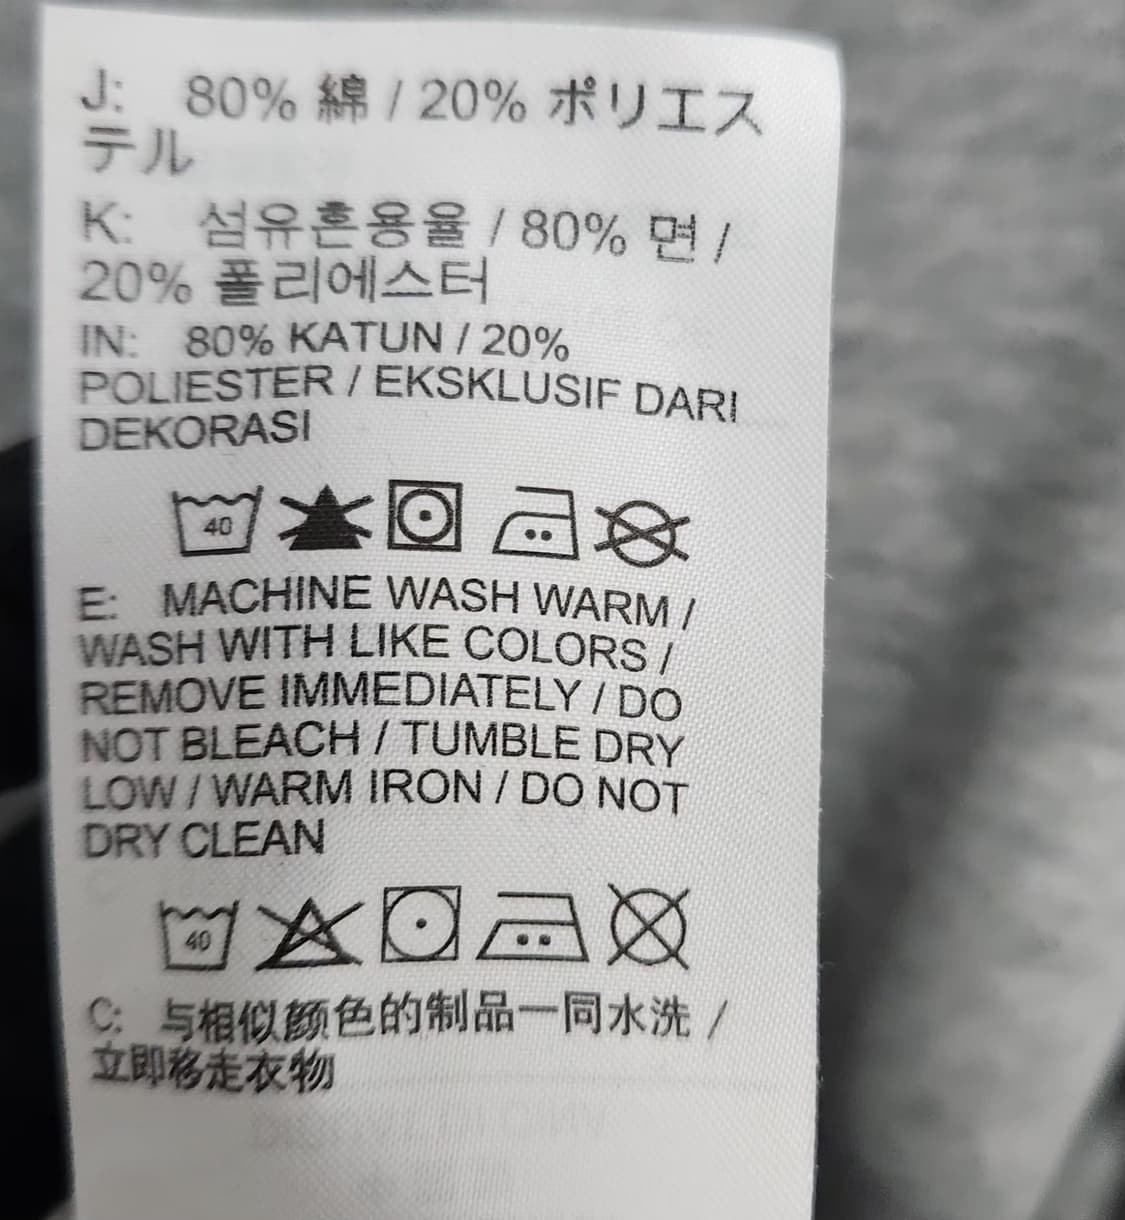 J: 80% 綿 / 20% ポリエス
テル
K: 섬유혼용율 / 80% 면 /
20% 폴리에스터
IN: 80% KATUN / 20%
POLIESTER / EKSKLUSIF DARI
DEKORASI
40
E: MACHINE WASH WARM /
WASH WITH LIKE COLORS /
REMOVE IMMEDIATELY / DO
NOT BLEACH / TUMBLE DRY
LOW / WARM IRON / DO NOT
DRY CLEAN
40
C: 与相似颜色的制品一同水洗 /
立即移走衣物